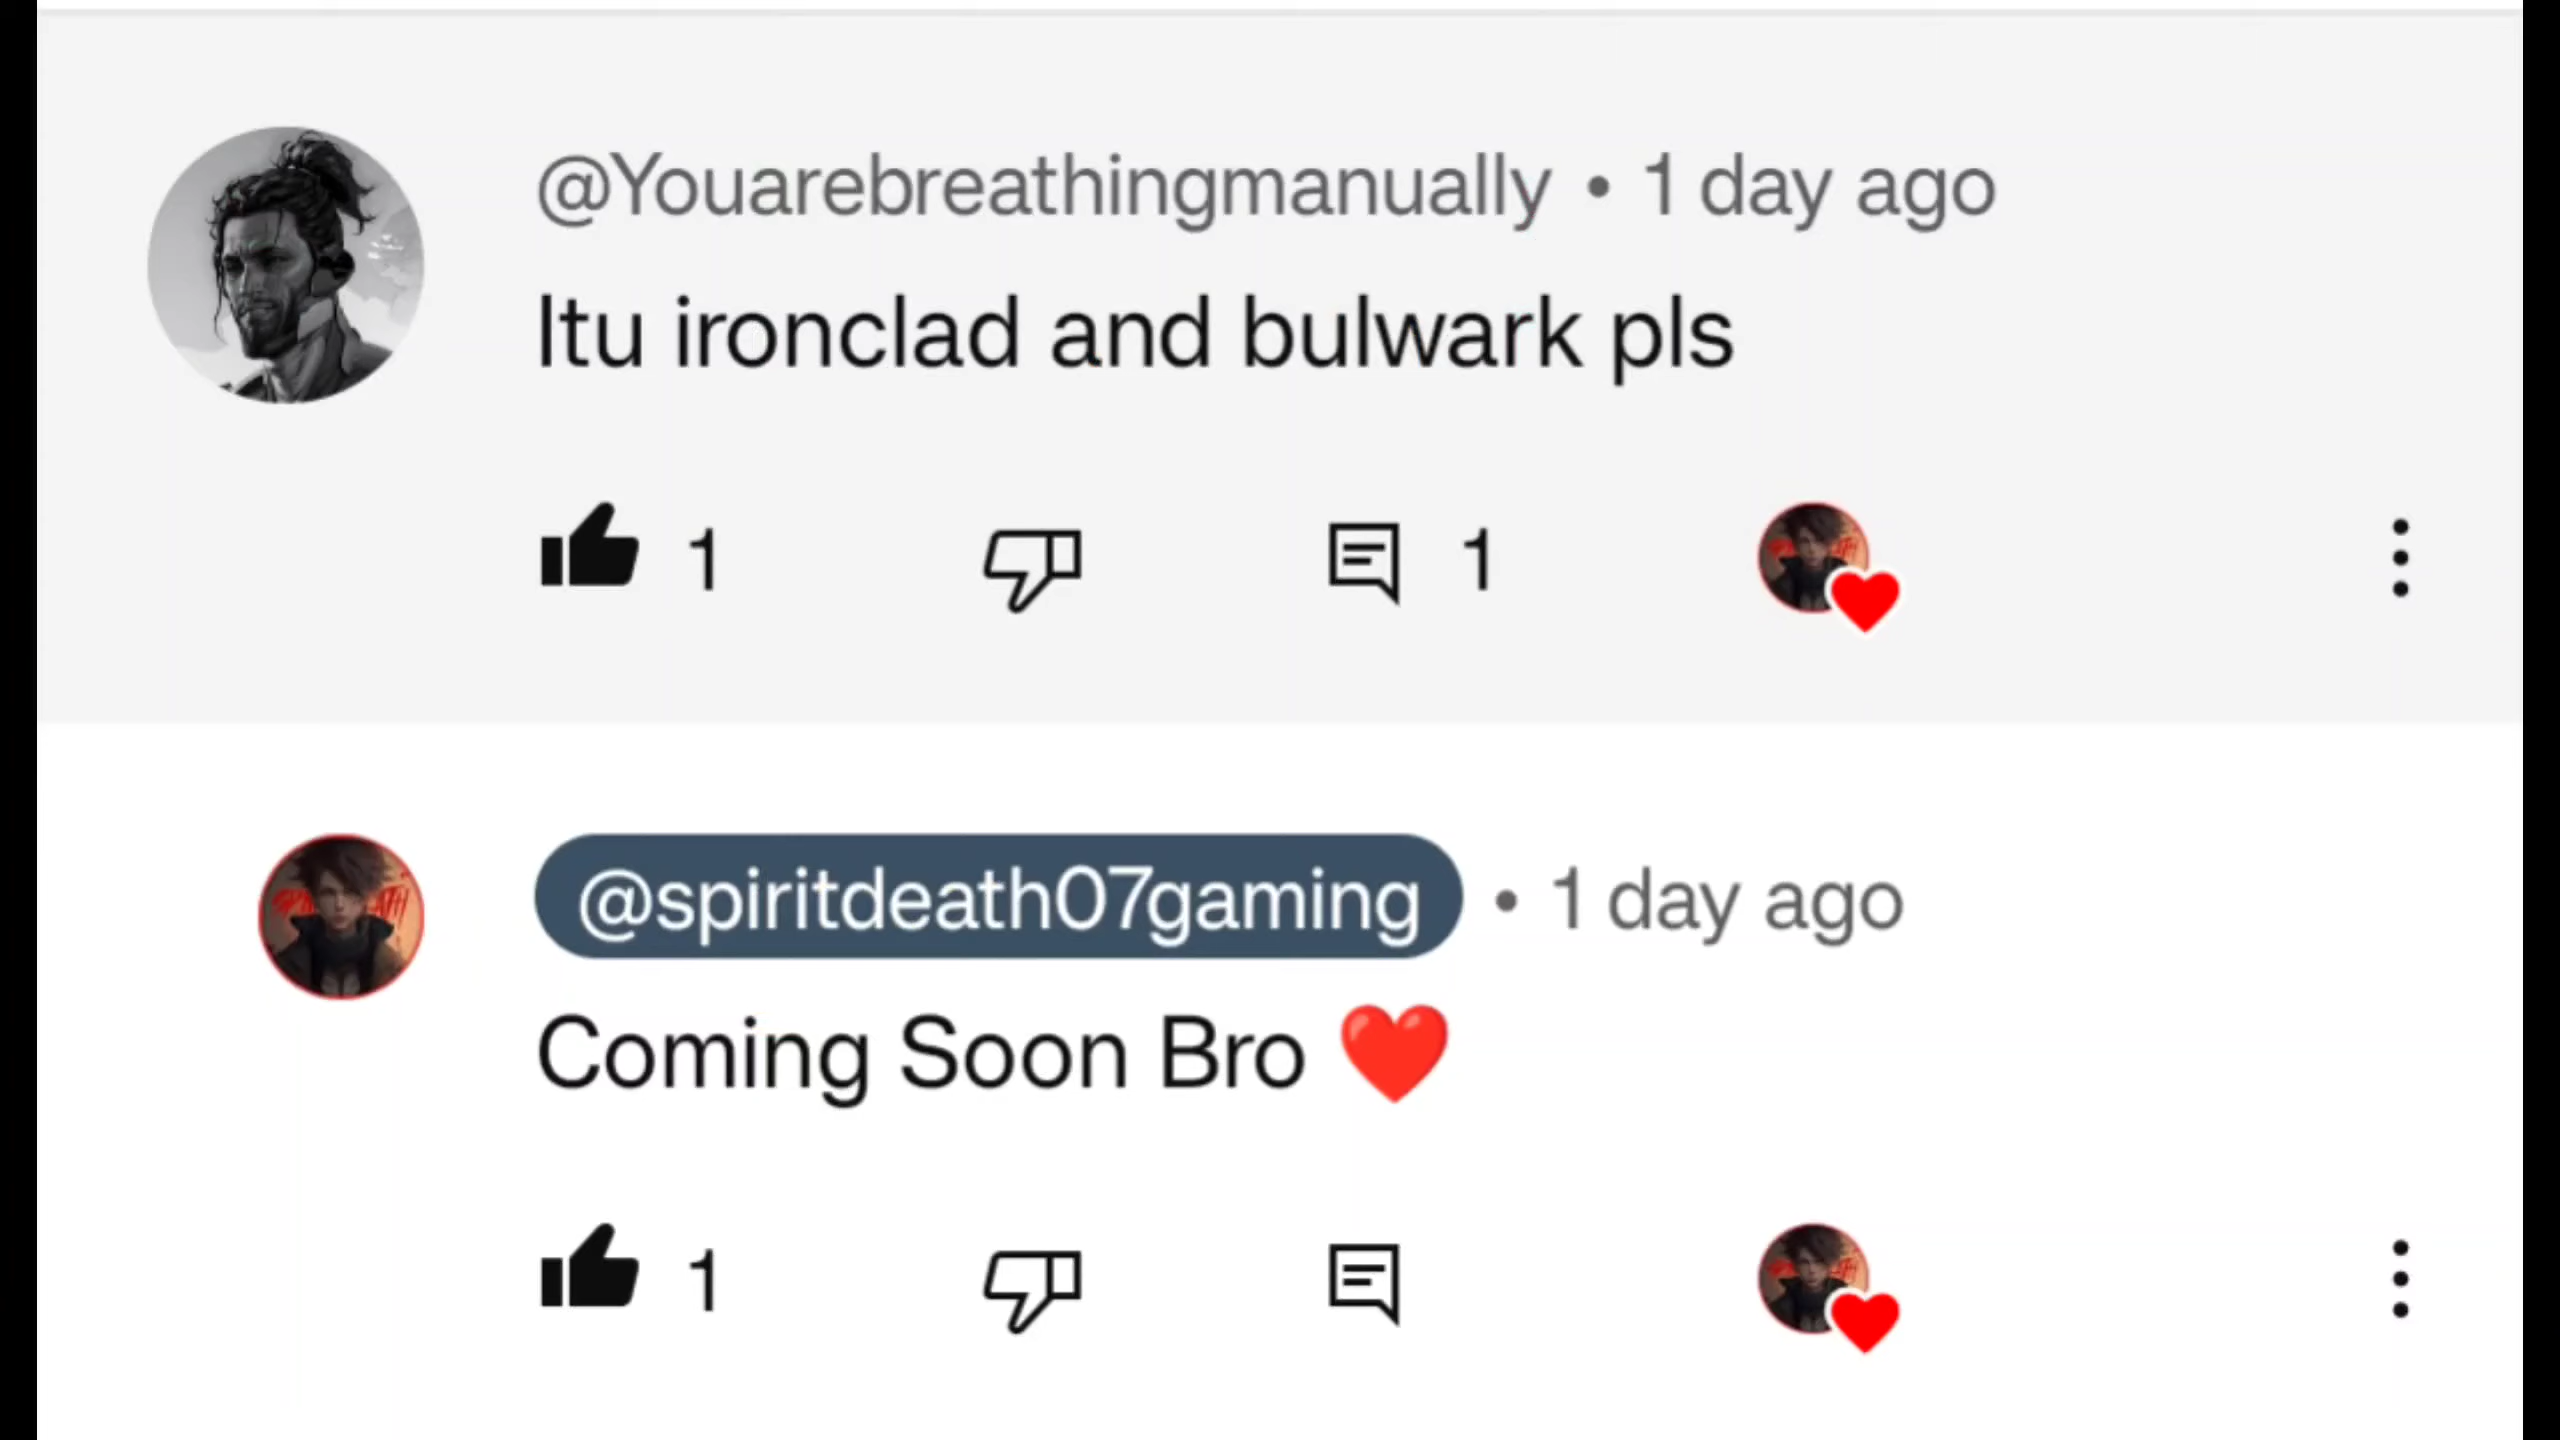 @Youarebreathingmanually • 1 day ago
Itu ironclad and bulwark pls
1 1
@spiritdeath07gaming • 1 day ago
Coming Soon Bro ❤️
1